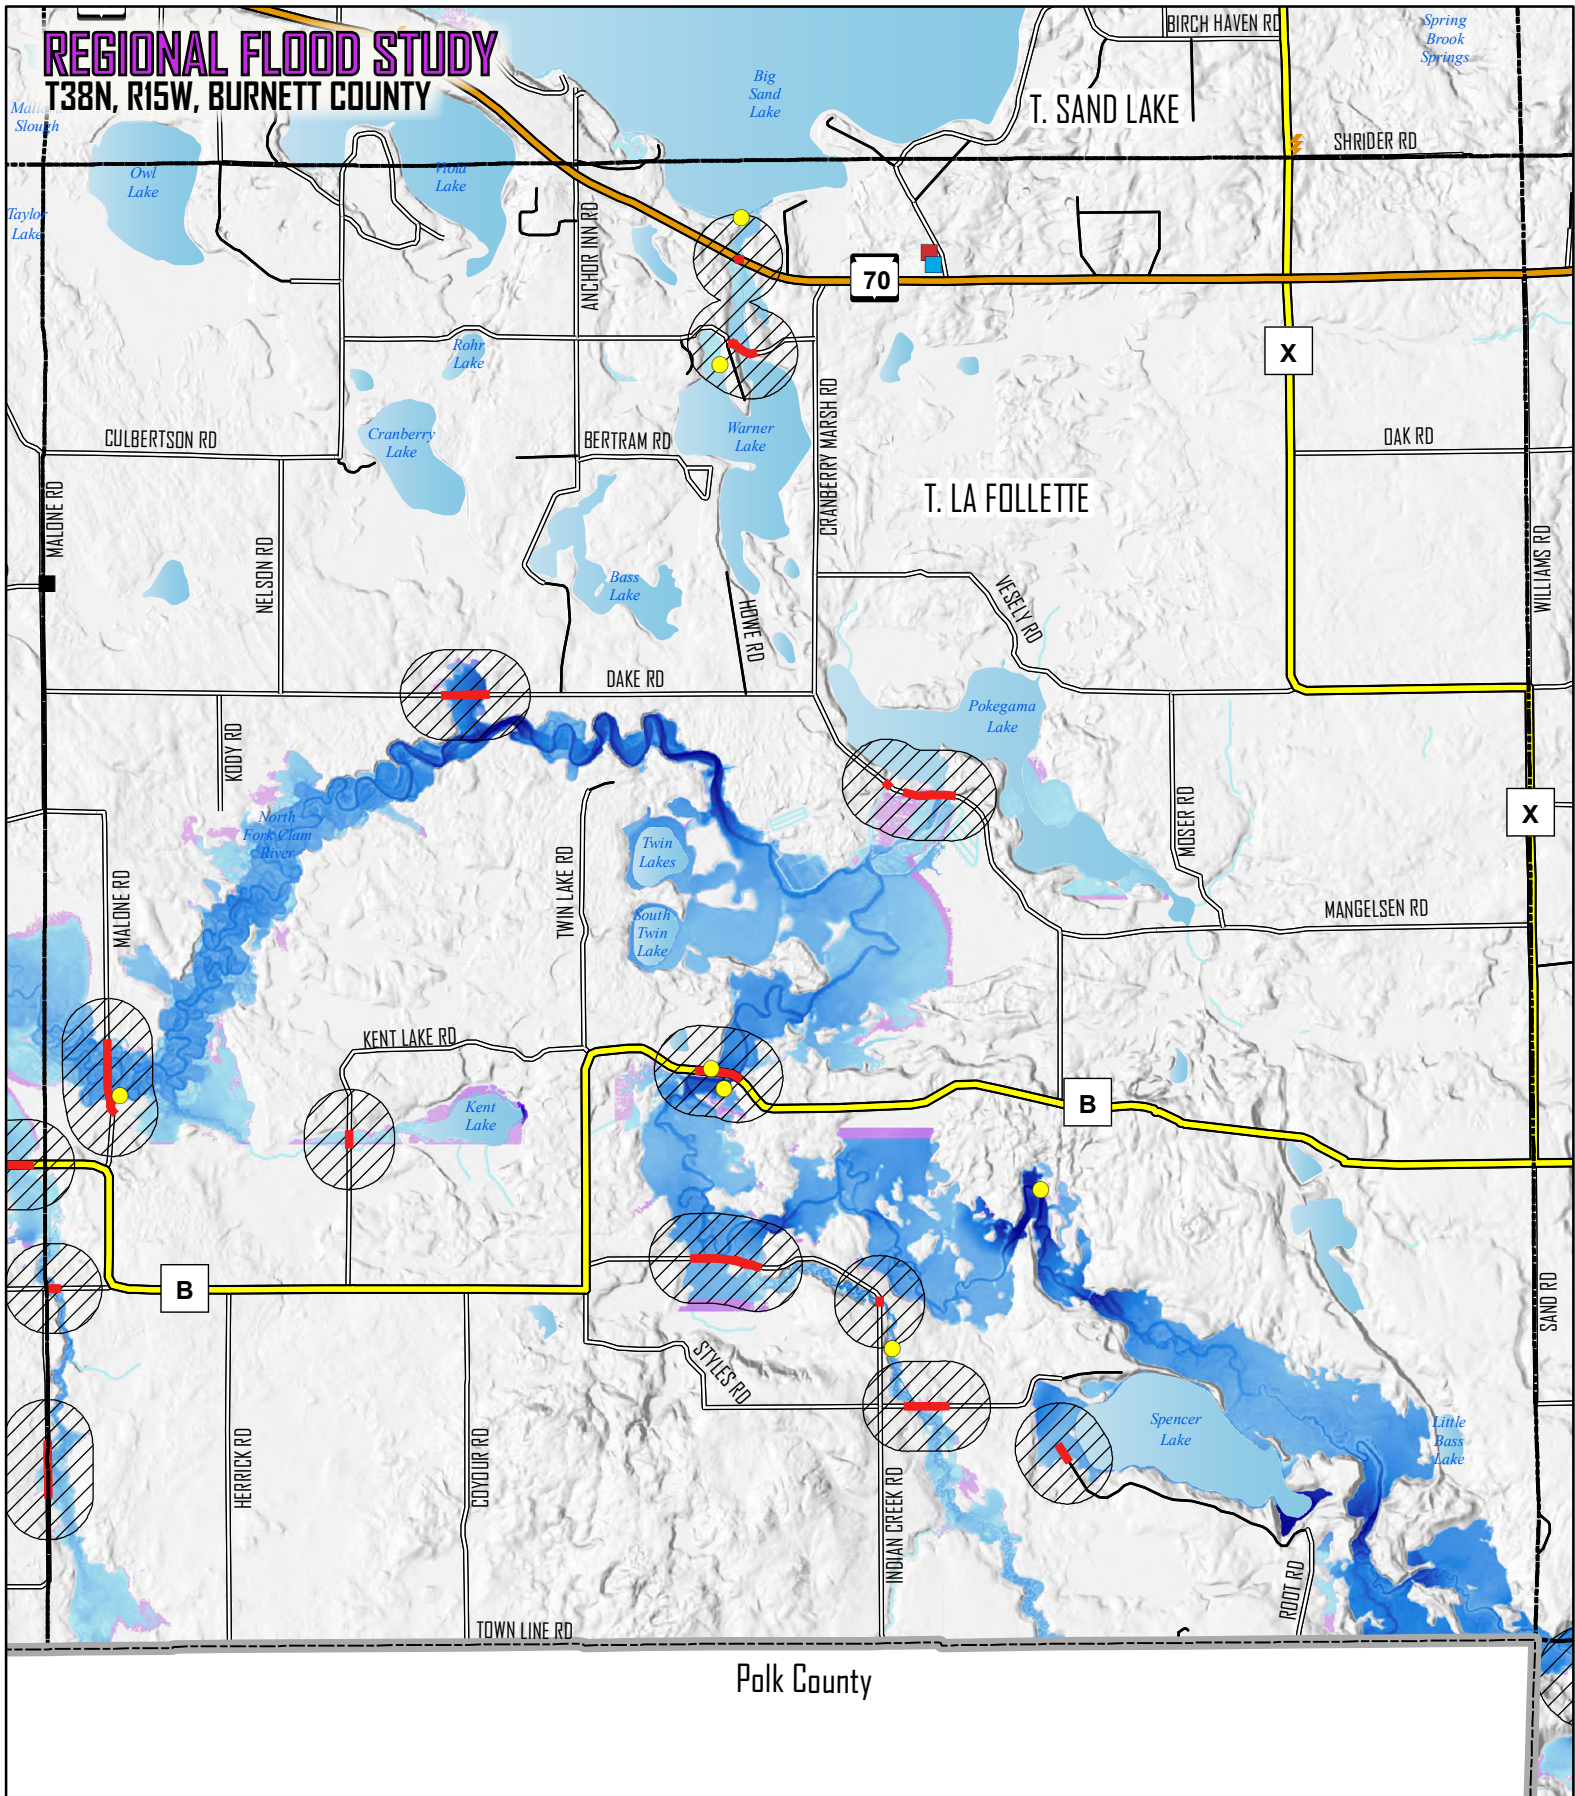 REGIONAL FLOOD STUDY
T38N, R15W, BURNETT COUNTY
BIRCH HAVEN RD
Spring
Brook
Springs
Big
Sand
Lake
T. SAND LAKE
Slough
SHRIDER RD
Owl
Lake
Viola
Lake
Taylor
Lake
ANCHOR INN RD
70
Rohr
Lake
X
CULBERTSON RD
Cranberry
Lake
BERTRAM RD
Warner
Lake
CRANBERRY MARSH RD
OAK RD
T. LA FOLLETTE
MALONE RD
NELSON RD
Bass
Lake
HOWE RD
VESELY RD
WILLIAMS RD
DAKE RD
KODY RD
Pokegama
Lake
North
Fork Clam
River
Twin
Lakes
MOSER RD
X
MALONE RD
TWIN LAKE RD
South
Twin
Lake
MANGELSEN RD
KENT LAKE RD
Kent
Lake
B
B
SAND RD
STYLES RD
HERRICK RD
COYOUR RD
INDIAN CREEK RD
Spencer
Lake
Little
Bass
Lake
ROOT RD
TOWN LINE RD
Polk County